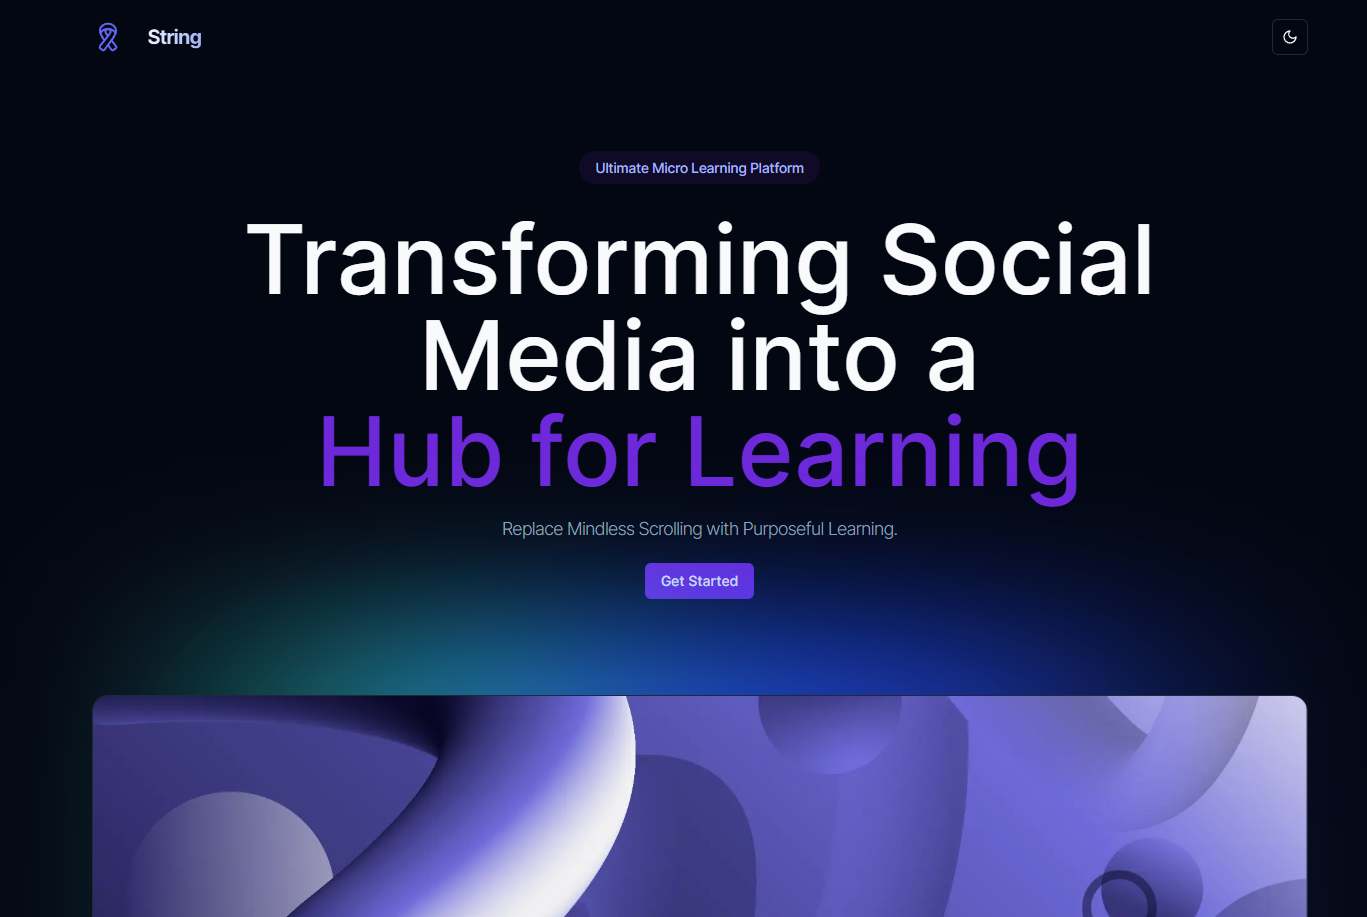 String
Ultimate Micro Learning Platform
Transforming Social
Media into a
Hub for Learning
Replace Mindless Scrolling with Purposeful Learning.
Get Started